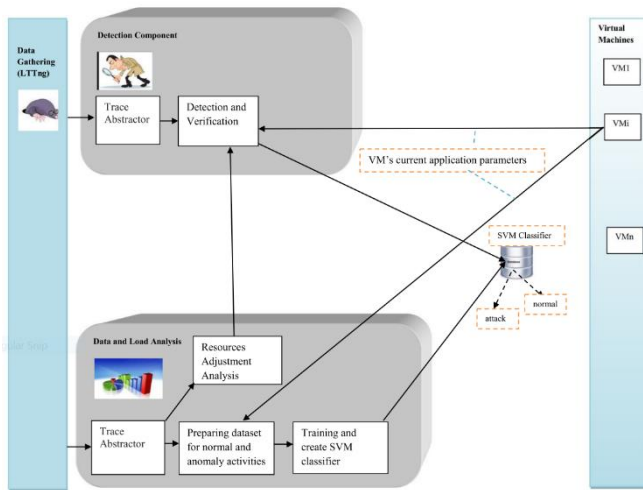 Data
Gathering
(LTTng)
Detection Component
Trace
Abstractor
Detection and
Verification
Virtual
Machines
VM1
VMi
VMn
VM's current application parameters
SVM Classifier
normal
attack
Data and Load Analysis
Resources
Adjustment
Analysis
Trace
Abstractor
Preparing dataset
for normal and
anomaly activities
Training and
create SVM
classifier